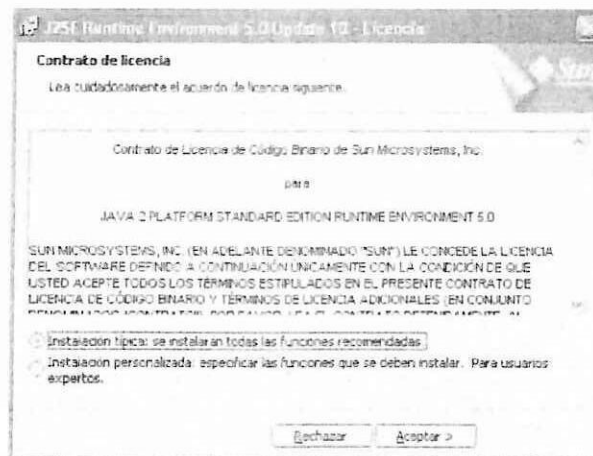 J2SE Runtime Environment 5.0 Update 10 - Licencia
Contrato de licencia
Lea cuidadosamente el acuerdo de licencia siguiente.
Sun
Contrato de Licencia de Código Binario de Sun Microsystems, Inc.
para
JAVA 2 PLATFORM STANDARD EDITION RUNTIME ENVIRONMENT 5.0
SUN MICROSYSTEMS, INC. (EN ADELANTE DENOMINADO "SUN") LE CONCEDE LA LICENCIA
DEL SOFTWARE DEFINIDO A CONTINUACIÓN ÚNICAMENTE CON LA CONDICIÓN DE QUE
USTED ACEPTE TODOS LOS TÉRMINOS ESTIPULADOS EN EL PRESENTE CONTRATO DE
LICENCIA DE CÓDIGO BINARIO Y TÉRMINOS DE LICENCIA ADICIONALES (EN CONJUNTO
Instalación típica: se instalaran todas las funciones recomendadas.
Instalación personalizada: especificar las funciones que se deben instalar. Para usuarios
expertos.
Rechazar
Aceptar >